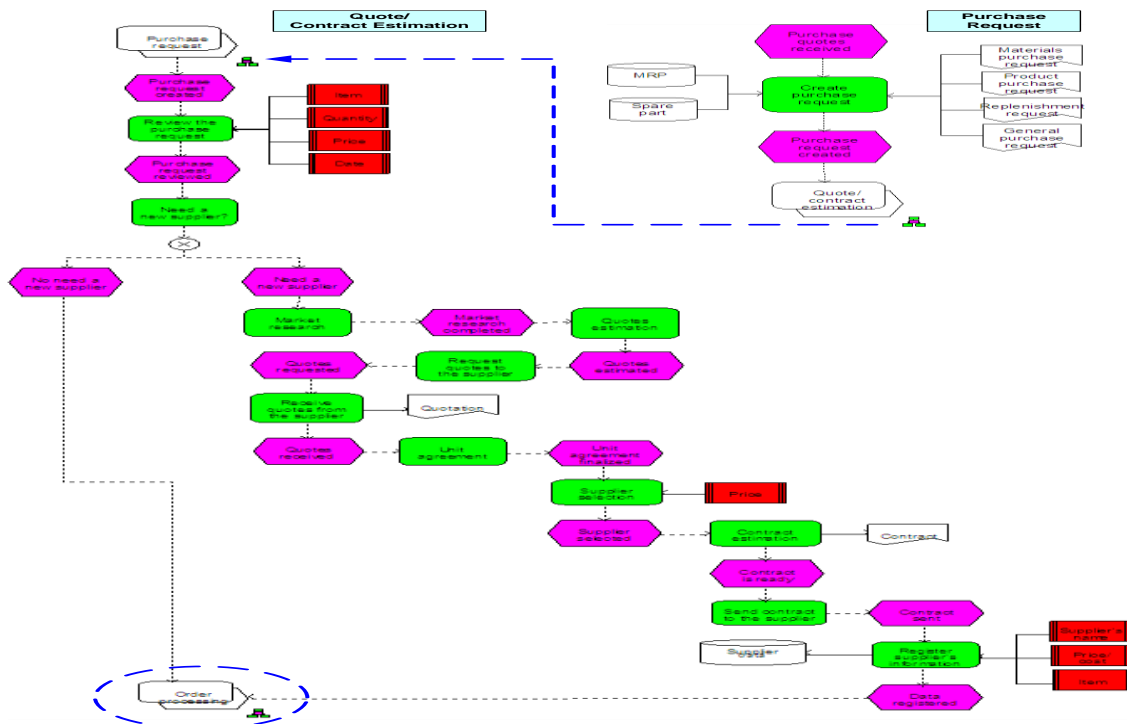 Quote/
Contract Estimation
Purchase
Request
Purchase
request
Purchase
request
created
Review the
purchase
request
Item
Quantity
Price
Date
Purchase
request
reviewed
Need a
new supplier?
No need a
new supplier
Need a
new supplier
Purchase
quotes
received
MRP
Spare
part
Create
purchase
request
Materials
purchase
request
Product
purchase
request
Replenishment
request
General
purchase
request
Purchase
request
created
Quote/
contract
estimation
Market
research
Market
research
completed
Quotes
estimation
Quotes
requested
Request
quotes to
the supplier
Quotes
estimated
Receive
quotes from
the supplier
Quotation
Quotes
received
Unit
agreement
Unit
agreement
finalized
Supplier
selection
Price
Supplier
selected
Contract
estimation
Contract
Contract
is ready
Send contract
to the supplier
Contract
sent
Supplier
data
Register
supplier's
information
Supplier's
name
Price/
cost
Item
Order
processing
Data
registered